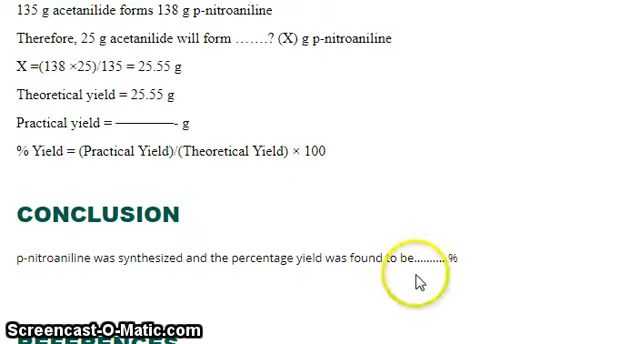 135 g acetanilide forms 138 g p-nitroaniline
Therefore, 25 g acetanilide will form …….? (X) g p-nitroaniline
X =(138 ×25)/135 = 25.55 g
Theoretical yield = 25.55 g
Practical yield = ————- g
% Yield = (Practical Yield)/(Theoretical Yield) × 100
CONCLUSION
p-nitroaniline was synthesized and the percentage yield was found to be...........%
Screencast-O-Matic.com
REFERENCES